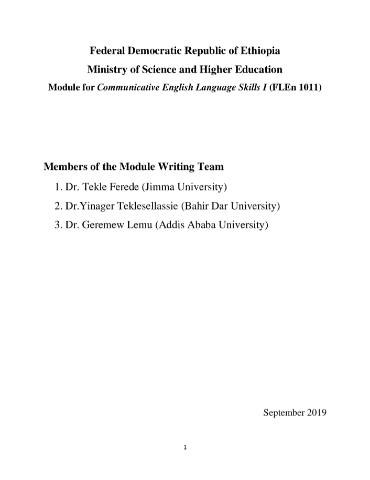 Federal Democratic Republic of Ethiopia
Ministry of Science and Higher Education
Module for Communicative English Language Skills I (FLEn 1011)
Members of the Module Writing Team
1. Dr. Tekle Ferede (Jimma University)
2. Dr.Yinager Teklesellassie (Bahir Dar University)
3. Dr. Geremew Lemu (Addis Ababa University)
September 2019
1